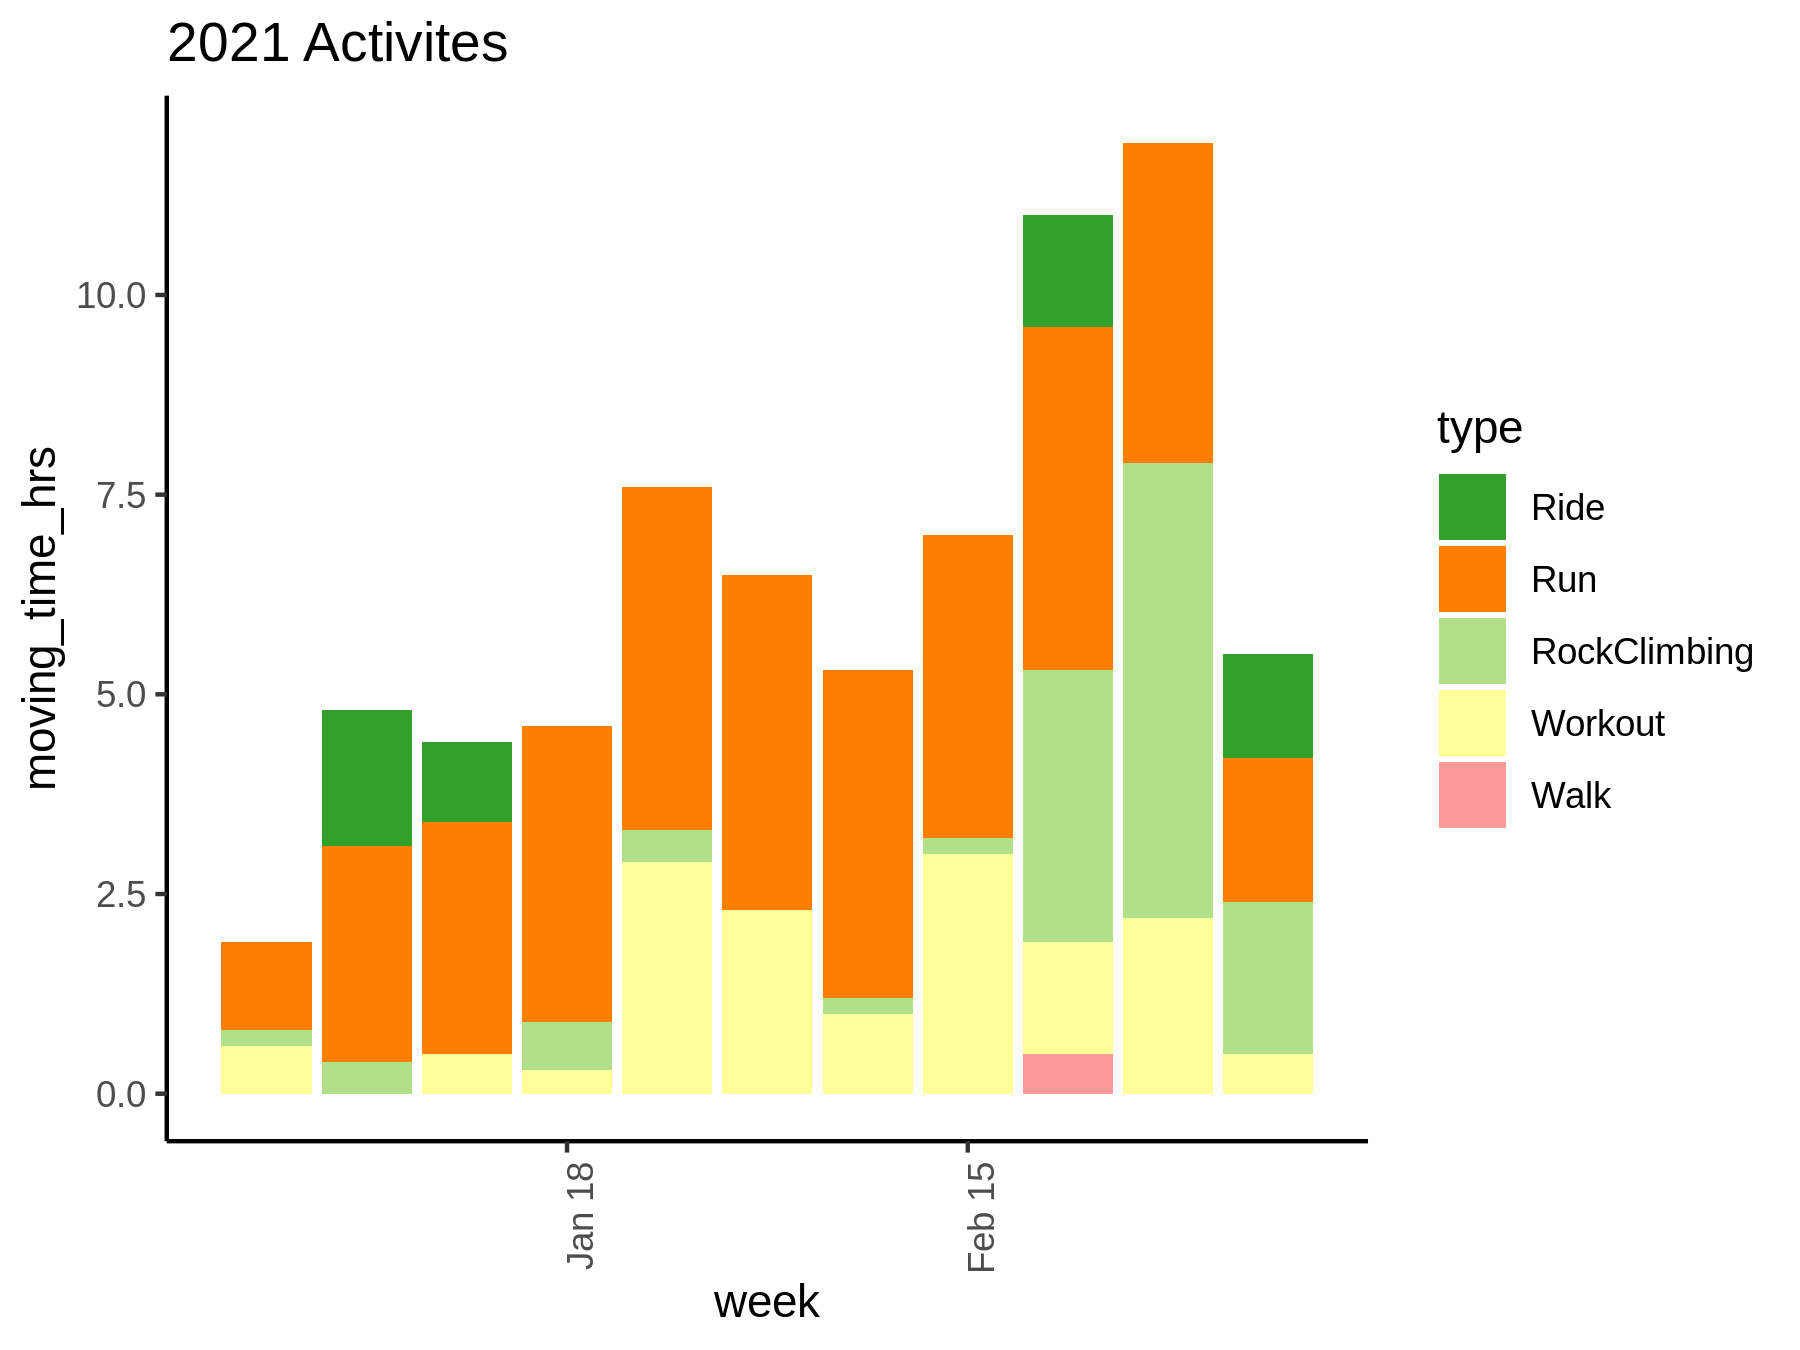 2021 Activites
moving_time_hrs
10.0
7.5
5.0
2.5
0.0
Jan 18
Feb 15
week
type
Ride
Run
RockClimbing
Workout
Walk